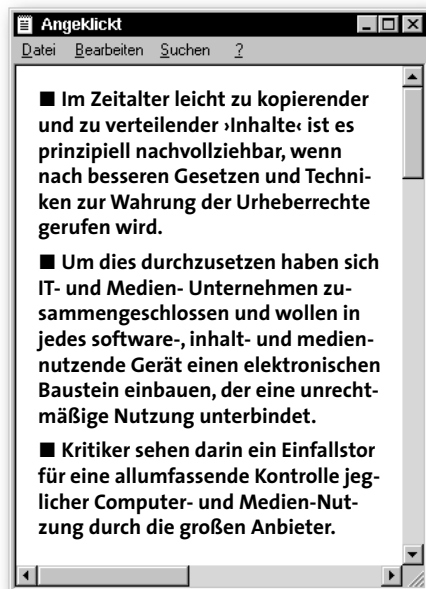 Angeklickt
Datei Bearbeiten Suchen ?
■ Im Zeitalter leicht zu kopierender
und zu verteilender ›Inhalte‹ ist es
prinzipiell nachvollziehbar, wenn
nach besseren Gesetzen und Techni-
ken zur Wahrung der Urheberrechte
gerufen wird.
■ Um dies durchzusetzen haben sich
IT- und Medien- Unternehmen zu-
sammengeschlossen und wollen in
jedes software-, inhalt- und medien-
nutzende Gerät einen elektronischen
Baustein einbauen, der eine unrecht-
mäßige Nutzung unterbindet.
■ Kritiker sehen darin ein Einfallstor
für eine allumfassende Kontrolle jeg-
licher Computer- und Medien-Nut-
zung durch die großen Anbieter.